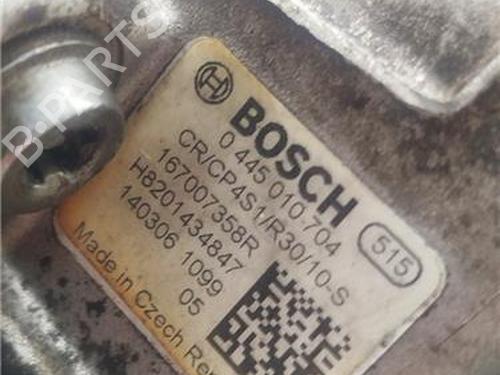 BOSCH
0 445 010 704
CR/CP4S1/R30/10-S
515
167007358R
H8201434847
140306 1099
05
Made in Czech Rep
B-PARTS